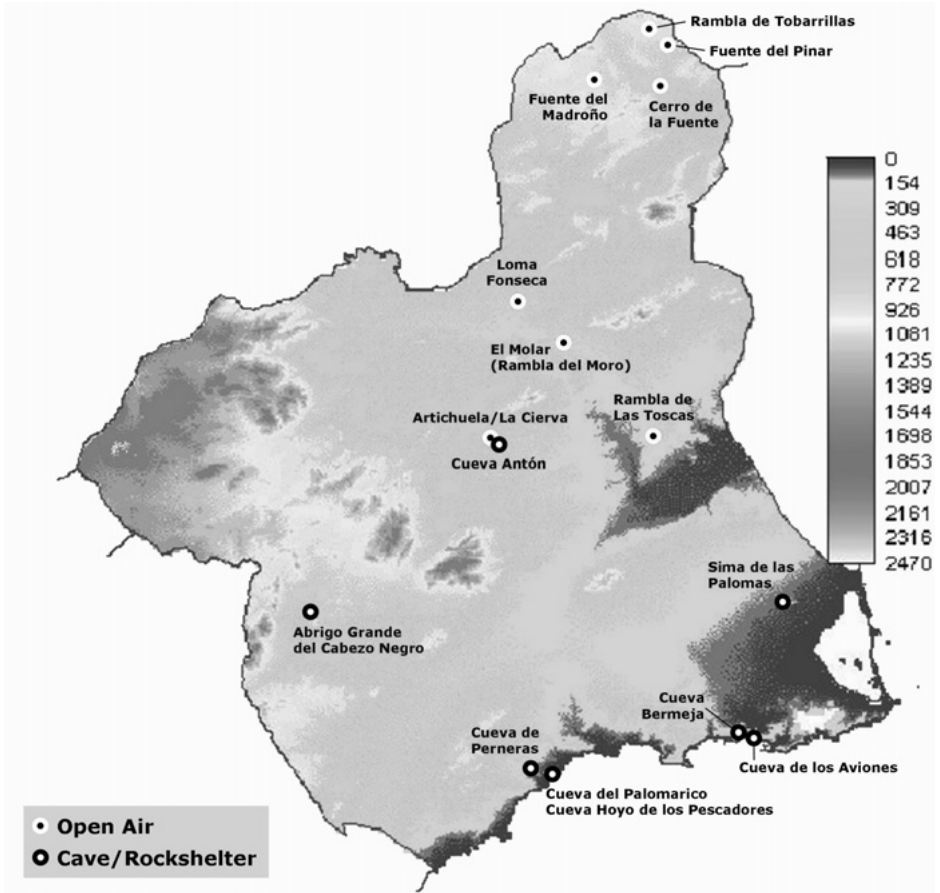 Rambla de Tobarrillas
Fuente del Pinar
Fuente del
Madroño
Cerro de
la Fuente
0
154
309
463
618
772
926
1081
1235
1389
1544
1698
1853
2007
2161
2316
2470
Loma
Fonseca
El Molar
(Rambla del Moro)
Rambla de
Las Toscas
Artichuela/La Cierva
Cueva Antón
Sima de las
Palomas
Abrigo Grande
del Cabezo Negro
Cueva
Bermeja
Cueva de
Perneras
Cueva de los Aviones
Cueva del Palomarico
Cueva Hoyo de los Pescadores
Open Air
Cave/Rockshelter